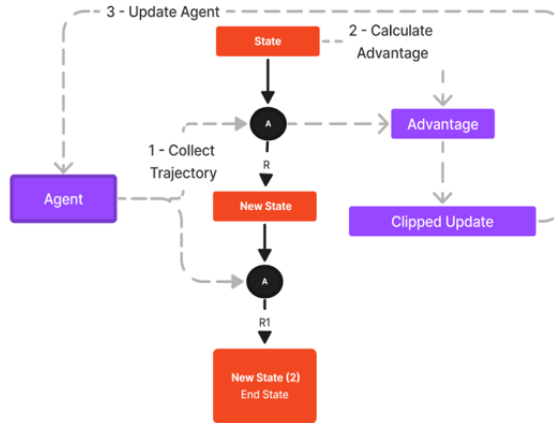 3 - Update Agent
State
2 - Calculate
Advantage
A
Advantage
1 - Collect
Trajectory
R
Agent
New State
Clipped Update
A
R1
New State (2)
End State